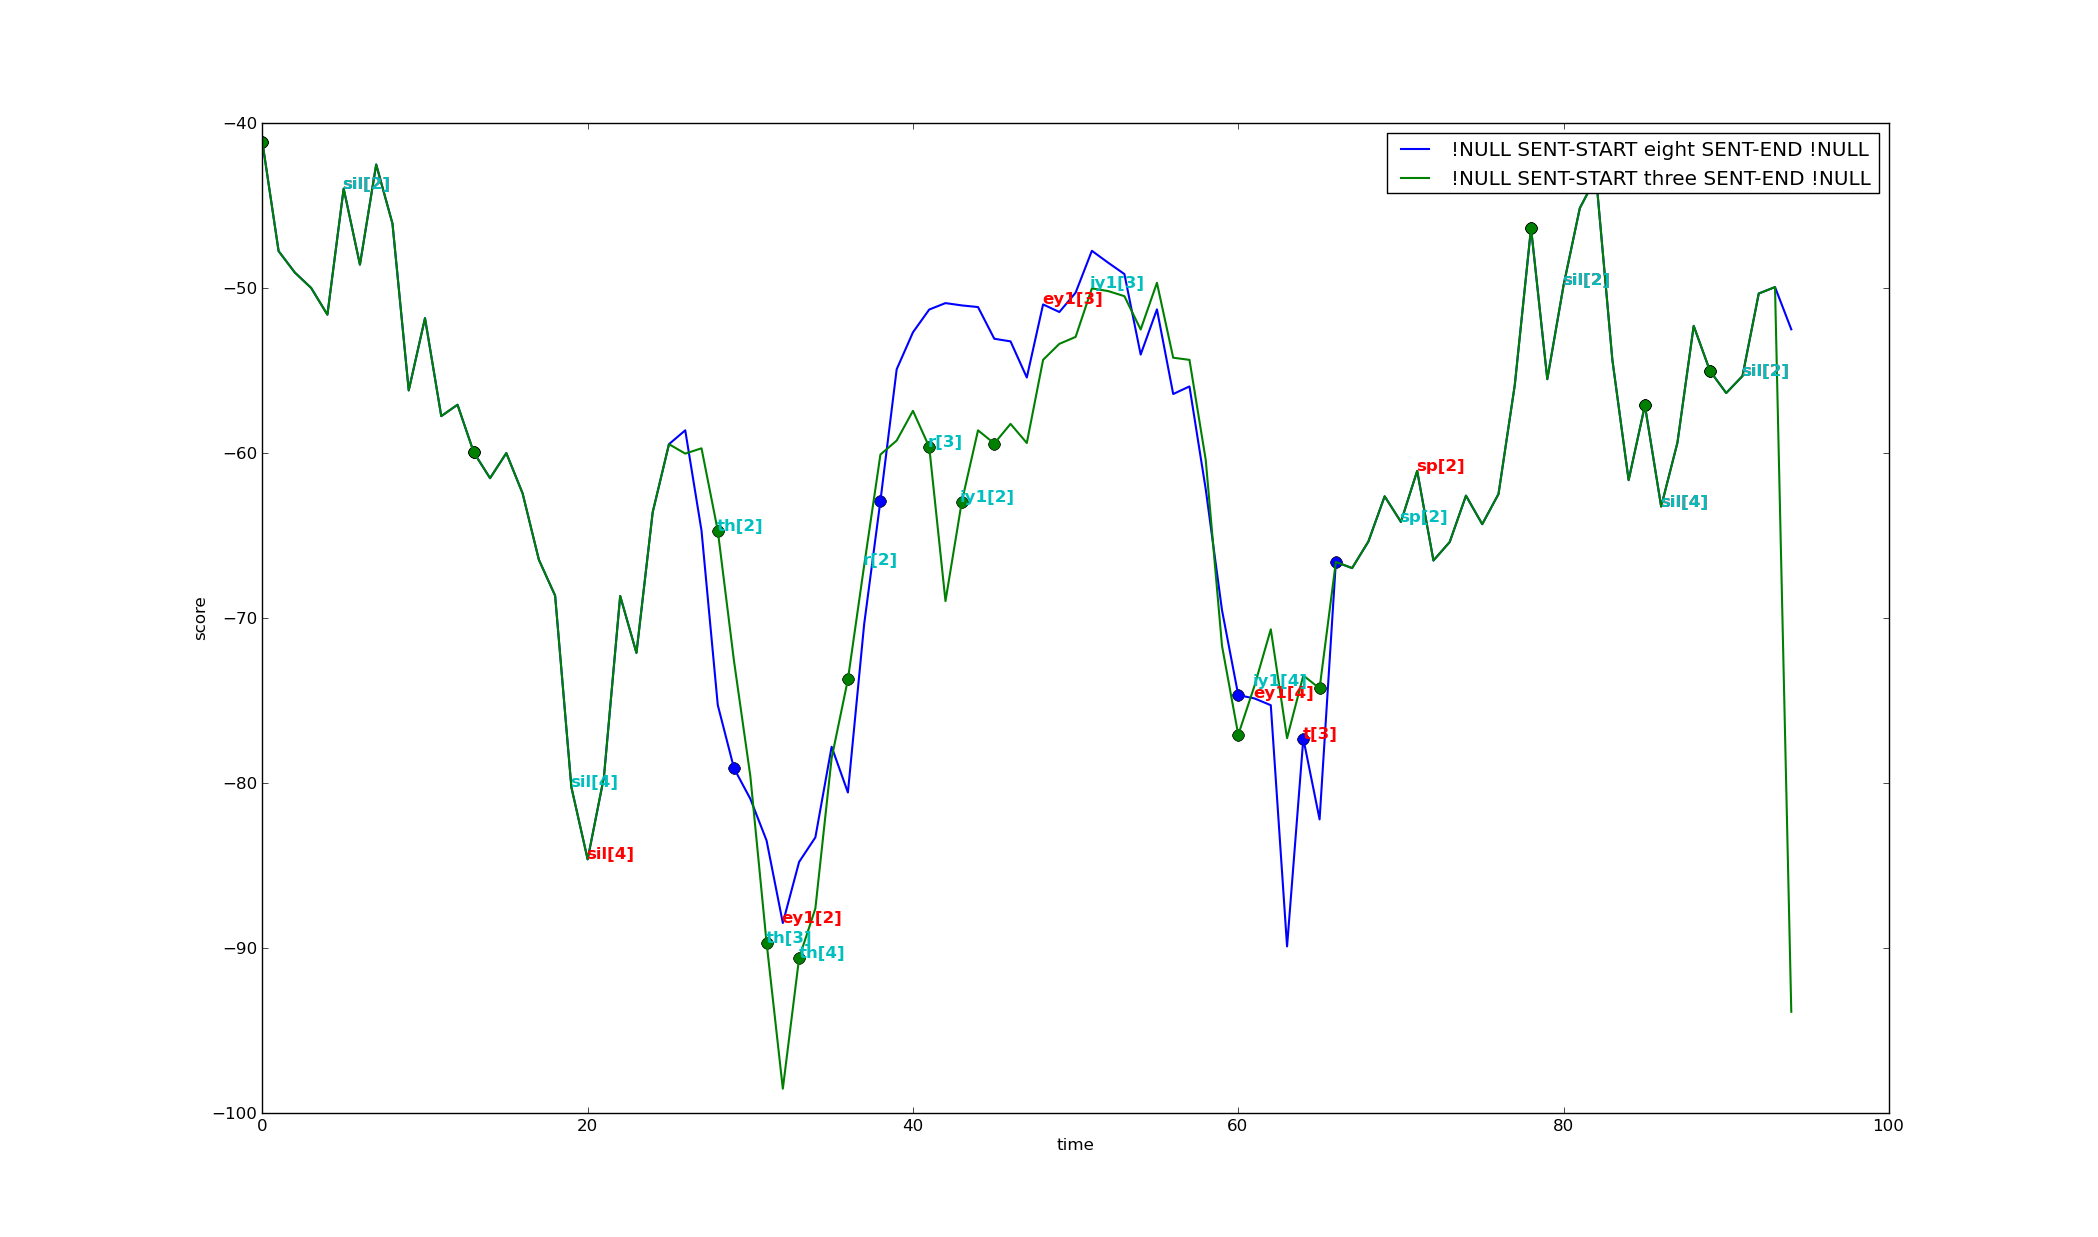 −40
!NULL SENT-START eight SENT-END !NULL
!NULL SENT-START three SENT-END !NULL
sil[2]
iy1[3]
sil[2]
−50
ey1[3]
sil[2]
r[3]
−60
sp[2]
iy1[2]
sil[4]
th[2]
sp[2]
r[2]
score
−70
iy1[4]
ey1[4]
t[3]
−80
sil[4]
sil[4]
ey1[2]
th[3]
−90
th[4]
−100
0 20 40 60 80 100
time